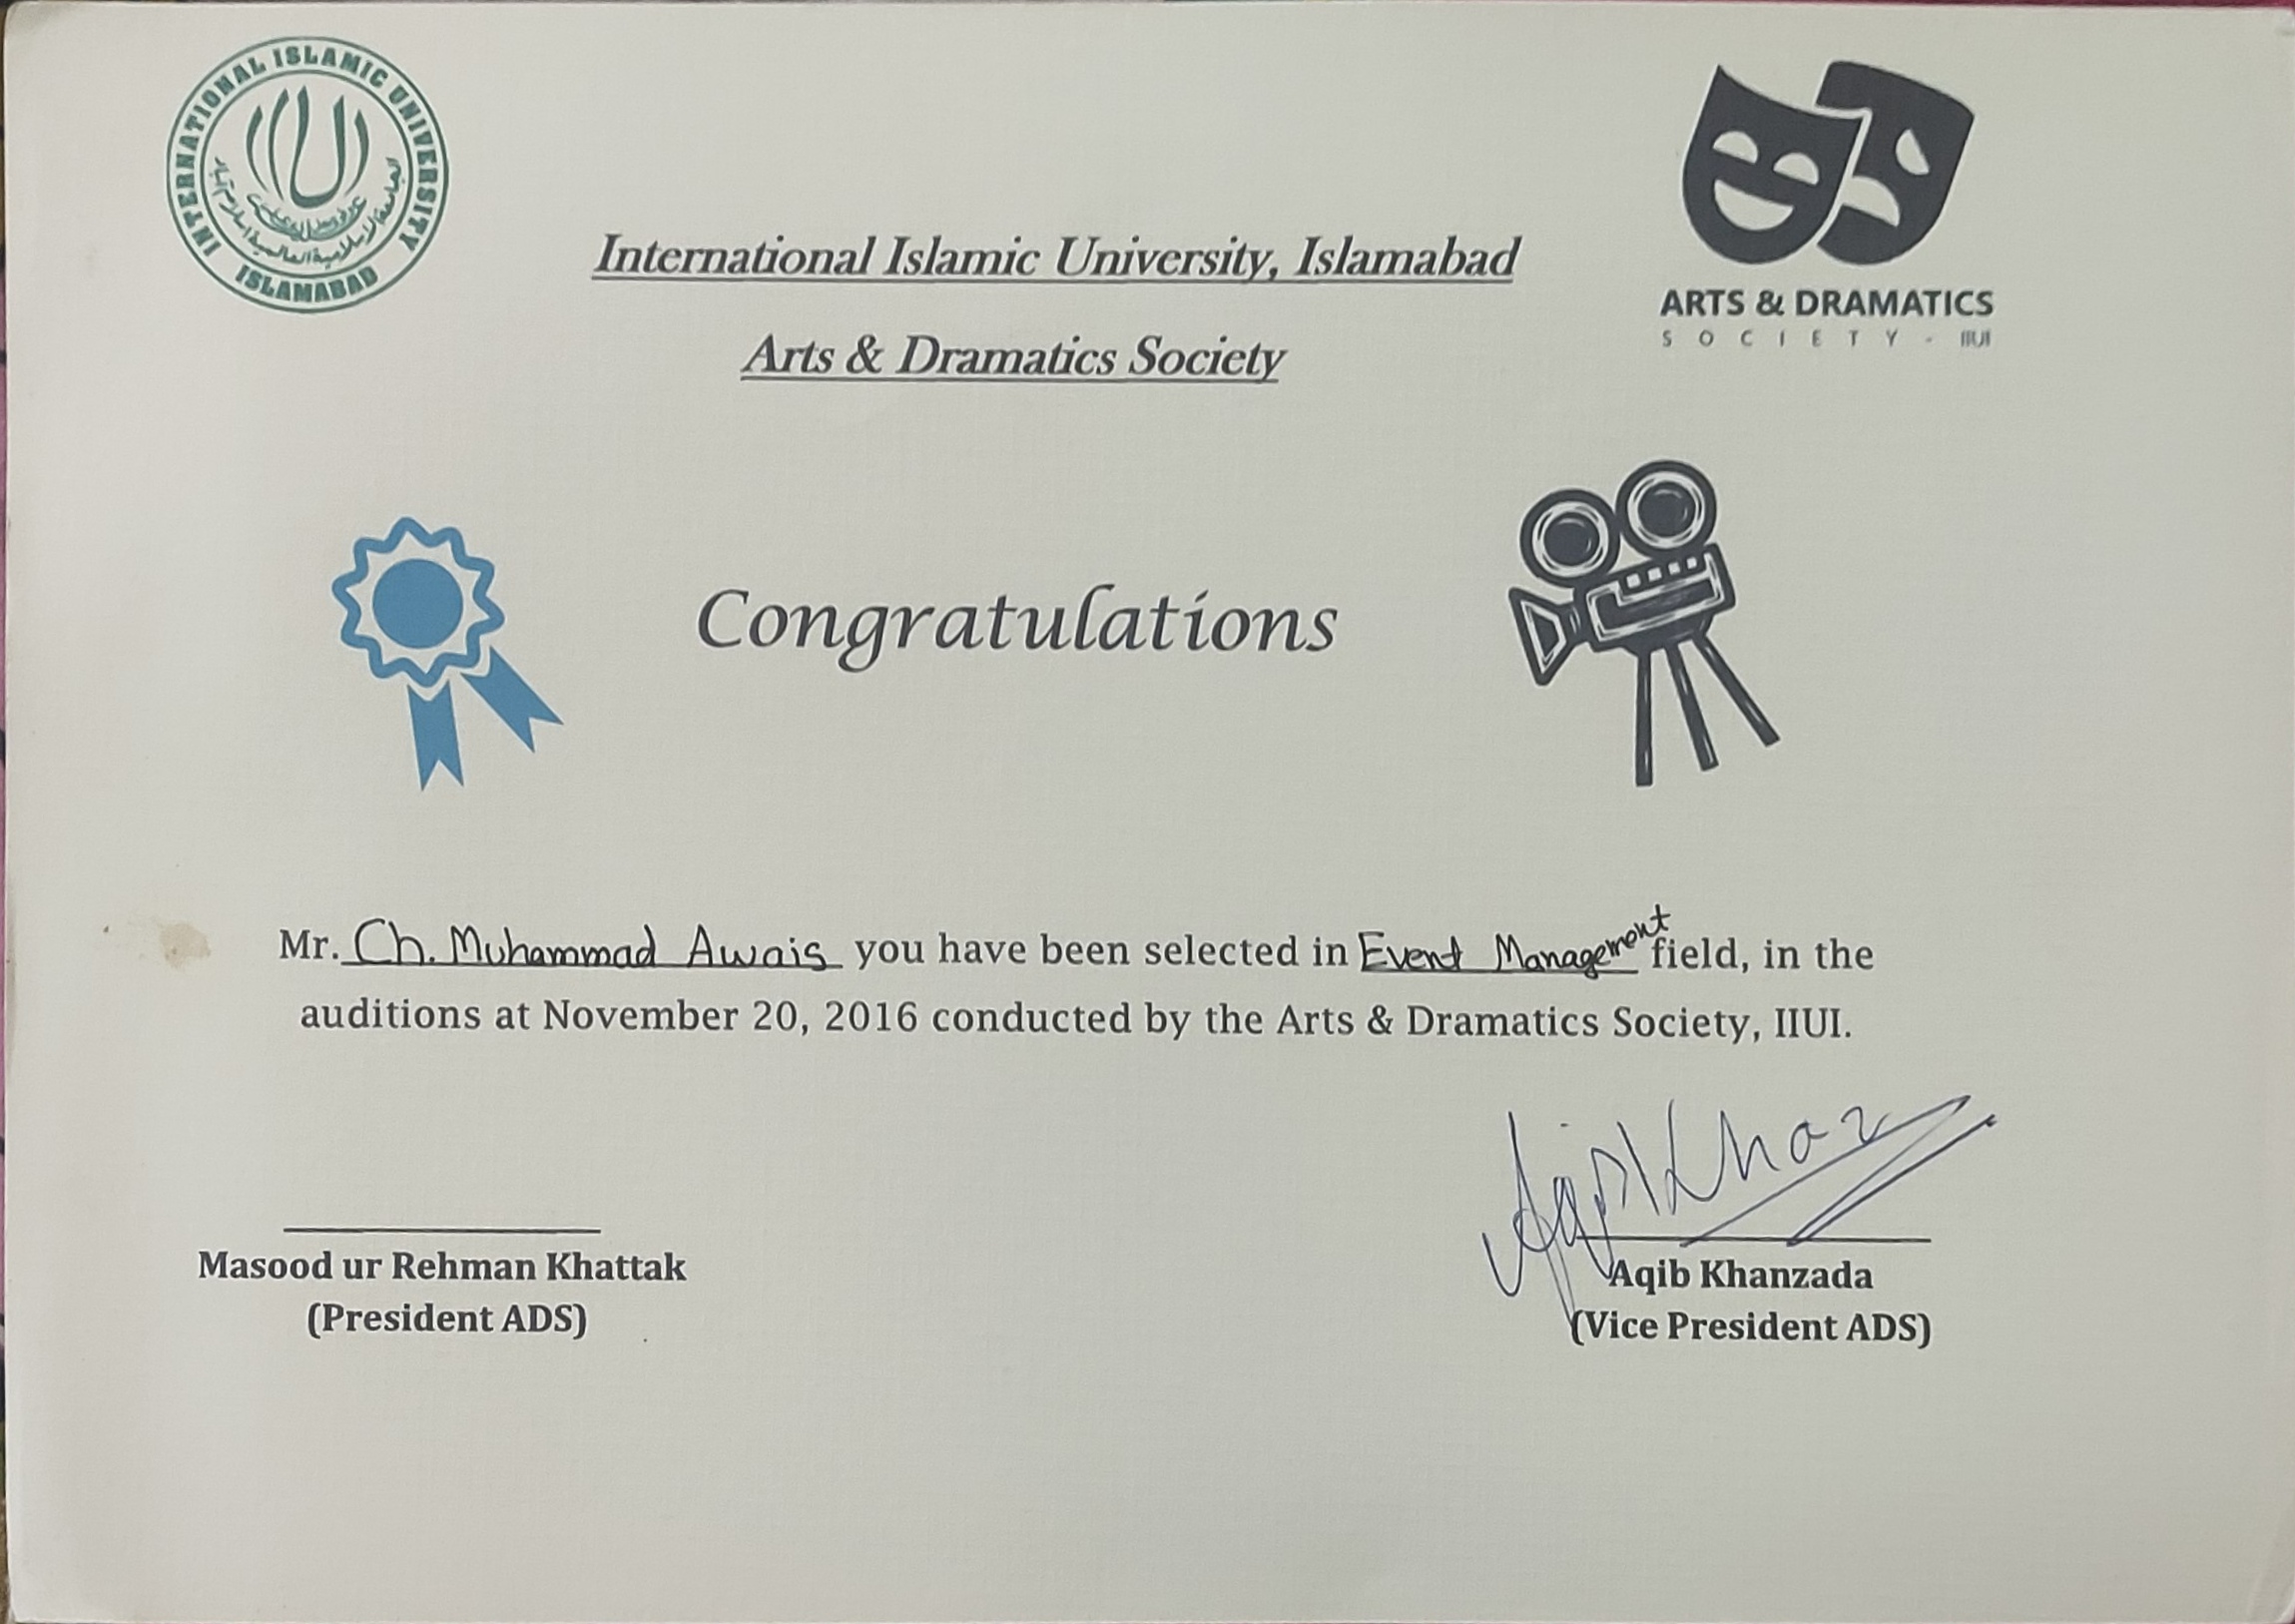 INTERNATIONAL ISLAMIC UNIVERSITY
ISLAMABAD
الجامعة الإسلامية العالمية اسلام آباد
ARTS & DRAMATICS
SOCIETY - IIUI
International Islamic University, Islamabad
Arts & Dramatics Society
Congratulations
Mr. Ch. Muhammad Awais you have been selected in Event Management field, in the
auditions at November 20, 2016 conducted by the Arts & Dramatics Society, IIUI.
Aqib Khaz
Masood ur Rehman Khattak
(President ADS)
Aqib Khanzada
(Vice President ADS)